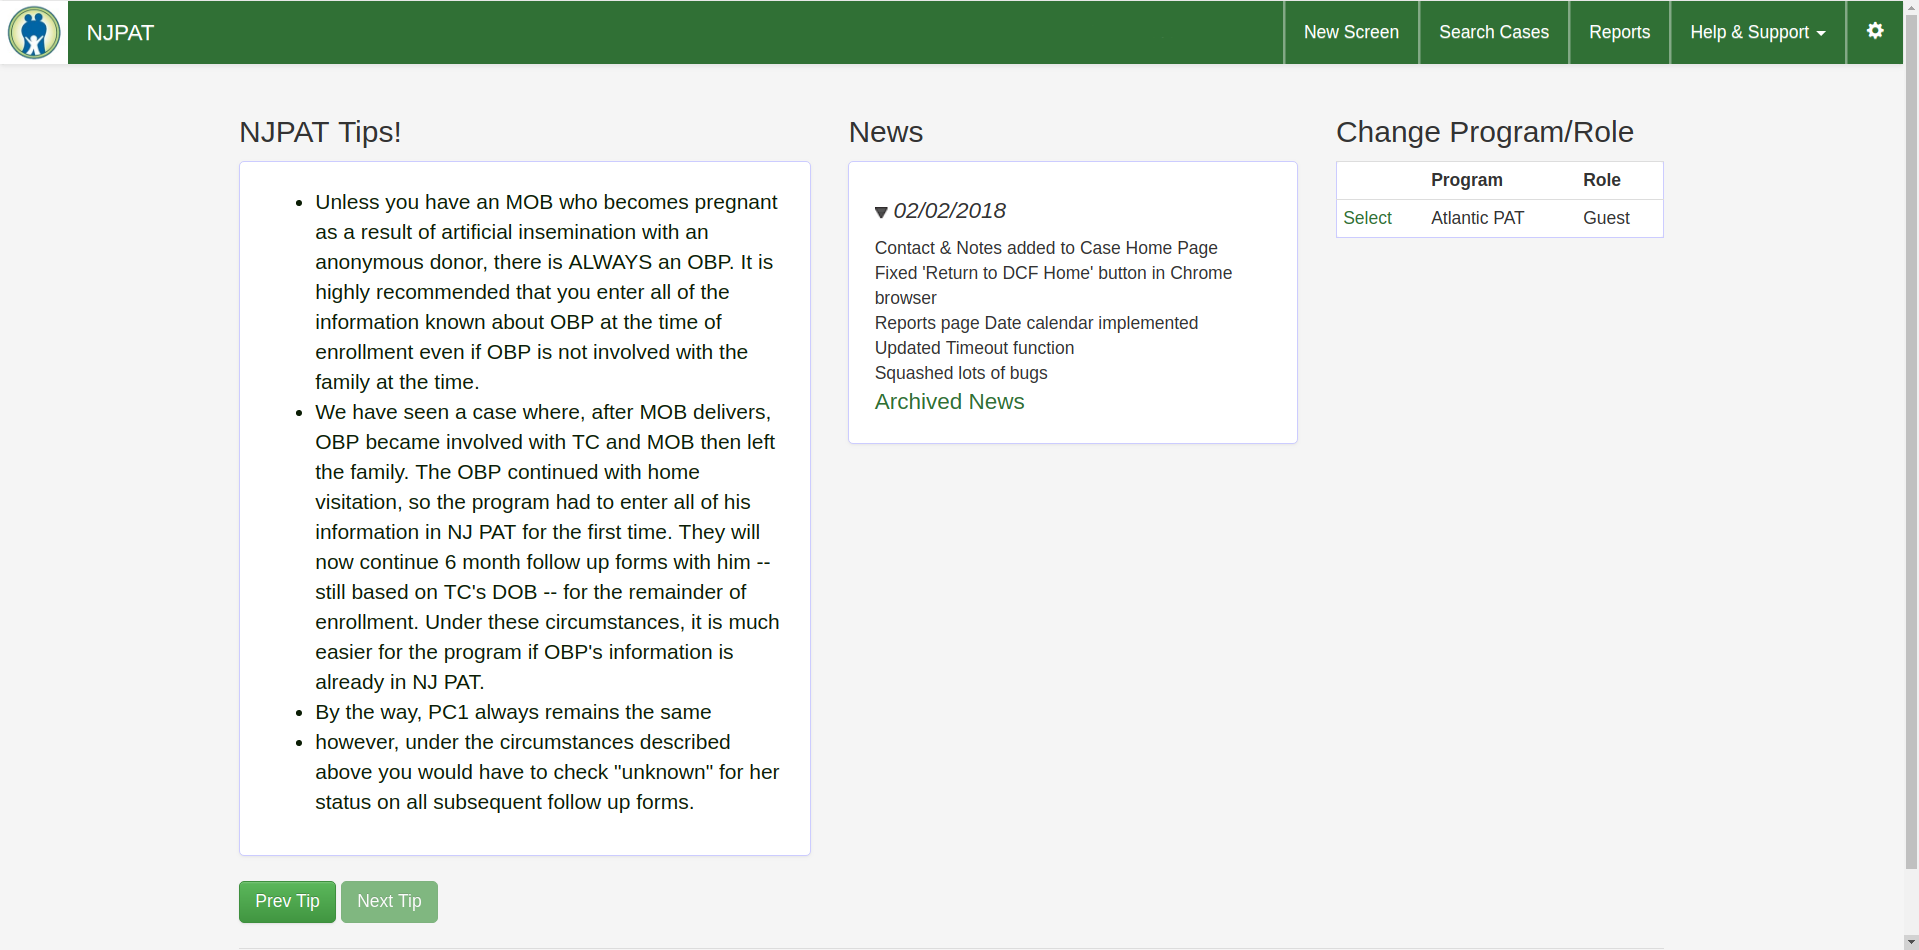 NJPAT
New Screen
Search Cases
Reports
Help & Support
NJPAT Tips!
Unless you have an MOB who becomes pregnant
as a result of artificial insemination with an
anonymous donor, there is ALWAYS an OBP. It is
highly recommended that you enter all of the
information known about OBP at the time of
enrollment even if OBP is not involved with the
family at the time.
We have seen a case where, after MOB delivers,
OBP became involved with TC and MOB then left
the family. The OBP continued with home
visitation, so the program had to enter all of his
information in NJ PAT for the first time. They will
now continue 6 month follow up forms with him --
still based on TC's DOB -- for the remainder of
enrollment. Under these circumstances, it is much
easier for the program if OBP's information is
already in NJ PAT.
By the way, PC1 always remains the same
however, under the circumstances described
above you would have to check "unknown" for her
status on all subsequent follow up forms.
Prev Tip
Next Tip
News
02/02/2018
Contact & Notes added to Case Home Page
Fixed 'Return to DCF Home' button in Chrome
browser
Reports page Date calendar implemented
Updated Timeout function
Squashed lots of bugs
Archived News
Change Program/Role
Program Role
Select Atlantic PAT Guest